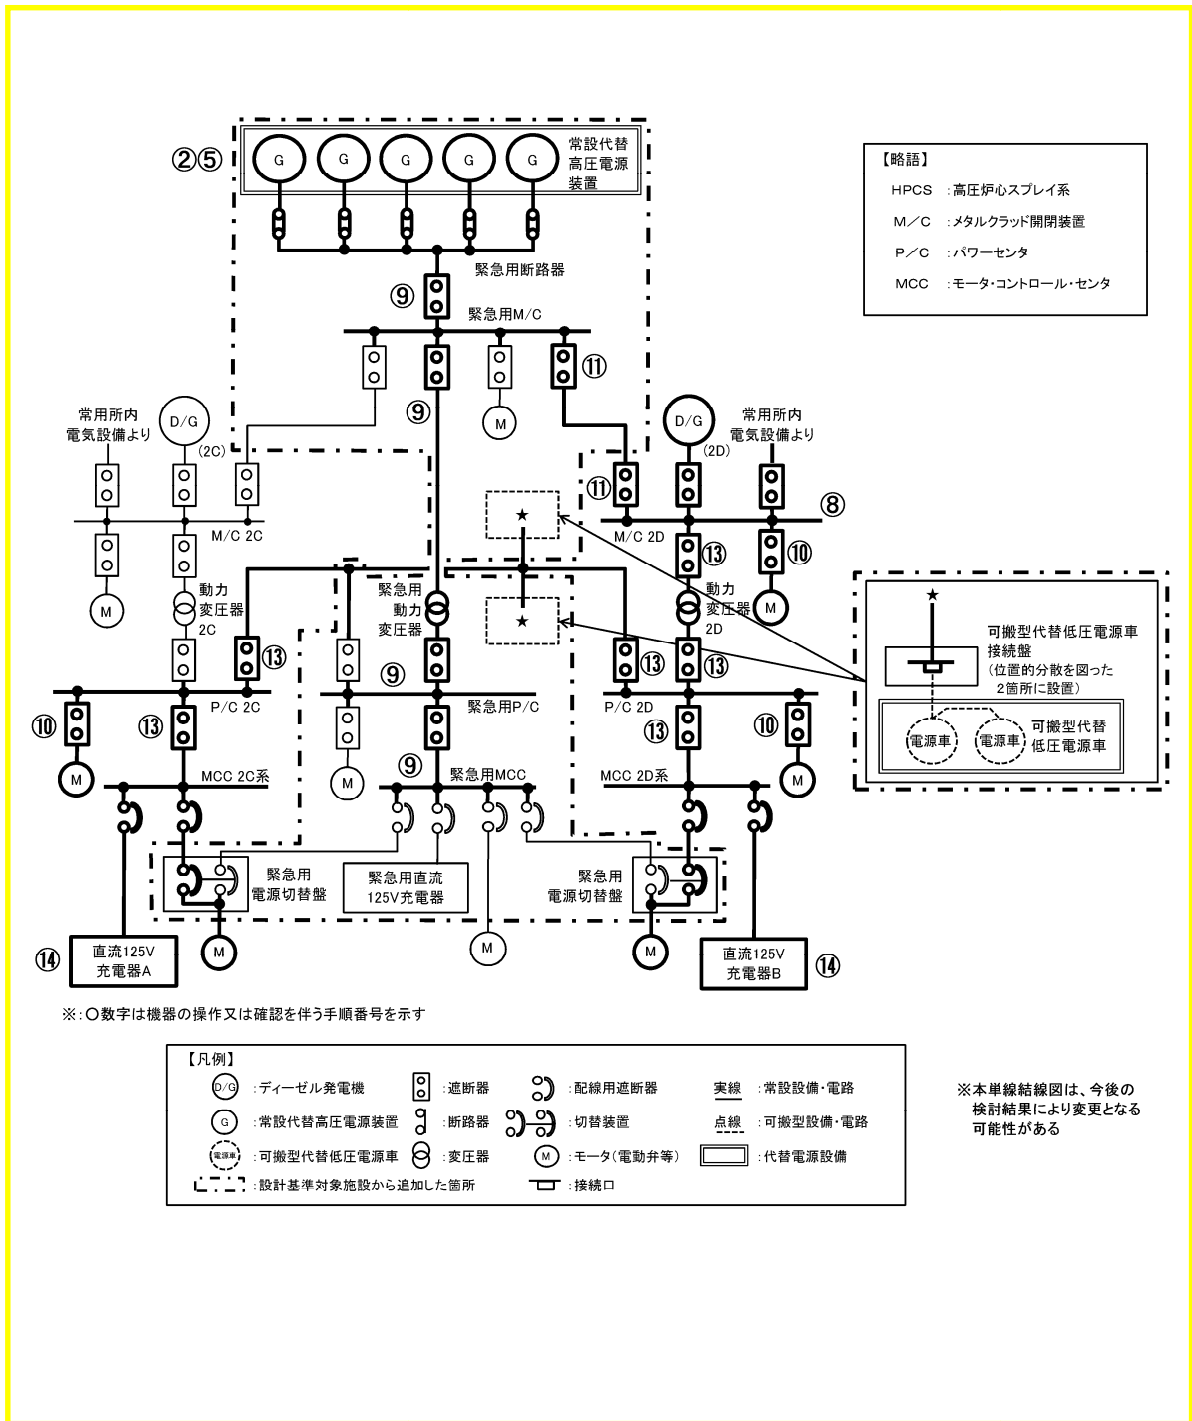 ②⑤
G G G G G
常設代替
高圧電源
装置
【略語】
HPCS :高圧炉心スプレイ系
M/C :メタルクラッド開閉装置
P/C :パワーセンタ
MCC :モータ・コントロール・センタ
緊急用断路器
⑨
緊急用M/C
⑪
⑨
M
常用所内
電気設備より
D/G
(2C)
D/G
(2D)
常用所内
電気設備より
⑪
★
⑧
M/C 2C
M/C 2D
⑬
⑩
M
動力
変圧器
2C
緊急用
動力
変圧器
★
動力
変圧器
2D
M
★
可搬型代替低圧電源車
接続盤
(位置的分散を図った
2箇所に設置)
⑬
⑨
⑬
⑬
P/C 2C
緊急用P/C
P/C 2D
⑩
⑬
⑬
⑩
電源車
電源車
可搬型代替
低圧電源車
⑨
M
MCC 2C系
M
緊急用MCC
MCC 2D系
M
緊急用
電源切替盤
緊急用直流
125V充電器
緊急用
電源切替盤
⑭
直流125V
充電器A
M
M
M
直流125V
充電器B
⑭
※:〇数字は機器の操作又は確認を伴う手順番号を示す
【凡例】
D/G :ディーゼル発電機
:遮断器
:配線用遮断器
実線 :常設設備・電路
G :常設代替高圧電源装置
:断路器
:切替装置
点線 :可搬型設備・電路
電源車 :可搬型代替低圧電源車
:変圧器
M :モータ(電動弁等)
:代替電源設備
:設計基準対象施設から追加した箇所
:接続口
※本単線結線図は、今後の
検討結果により変更となる
可能性がある